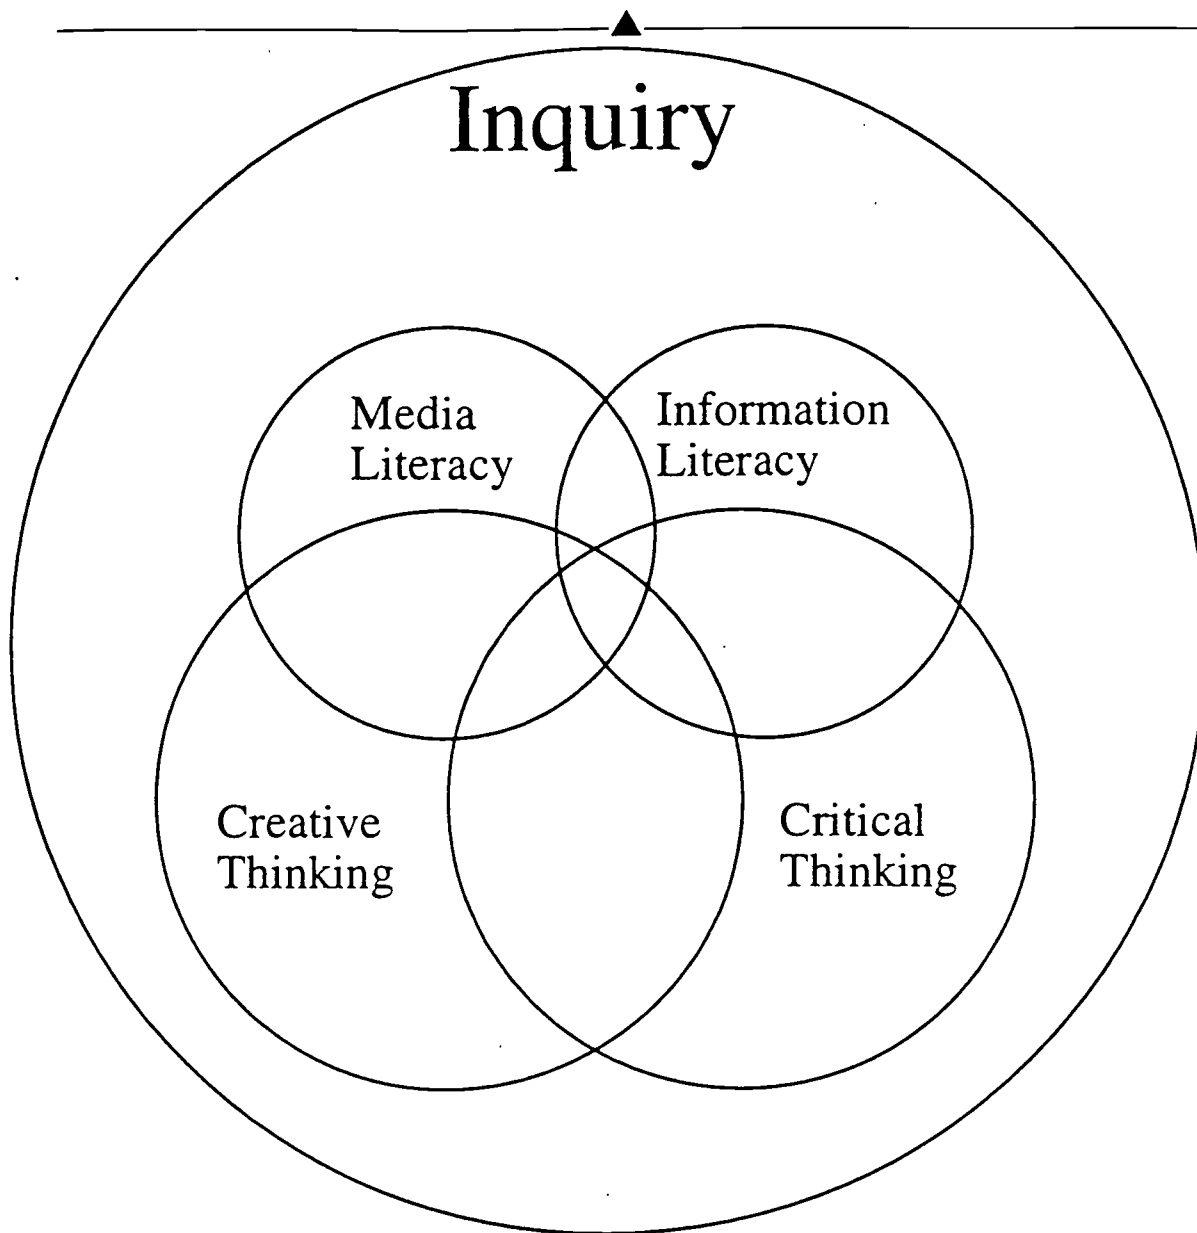 Inquiry
Media
Literacy
Information
Literacy
Creative
Thinking
Critical
Thinking